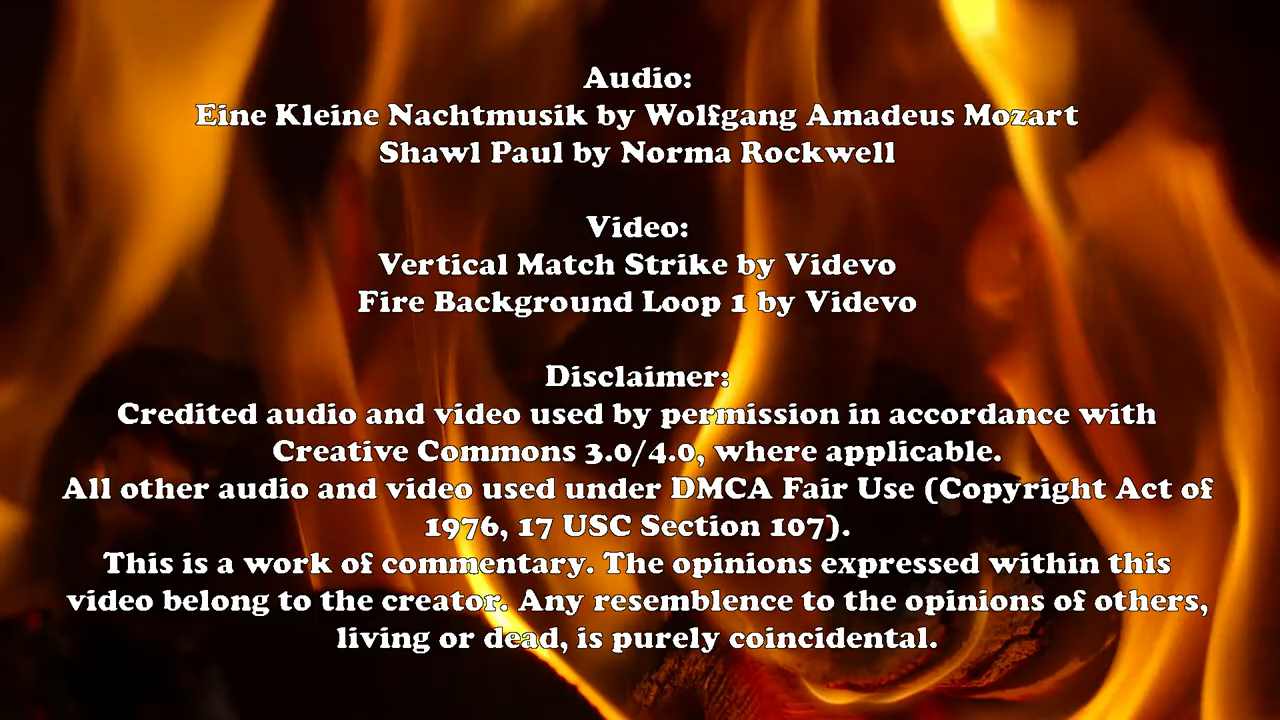 Audio:
Eine Kleine Nachtmusik by Wolfgang Amadeus Mozart
Shawl Paul by Norma Rockwell
Video:
Vertical Match Strike by Videvo
Fire Background Loop 1 by Videvo
Disclaimer:
Credited audio and video used by permission in accordance with
Creative Commons 3.0/4.0, where applicable.
All other audio and video used under DMCA Fair Use (Copyright Act of
1976, 17 USC Section 107).
This is a work of commentary. The opinions expressed within this
video belong to the creator. Any resemblence to the opinions of others,
living or dead, is purely coincidental.